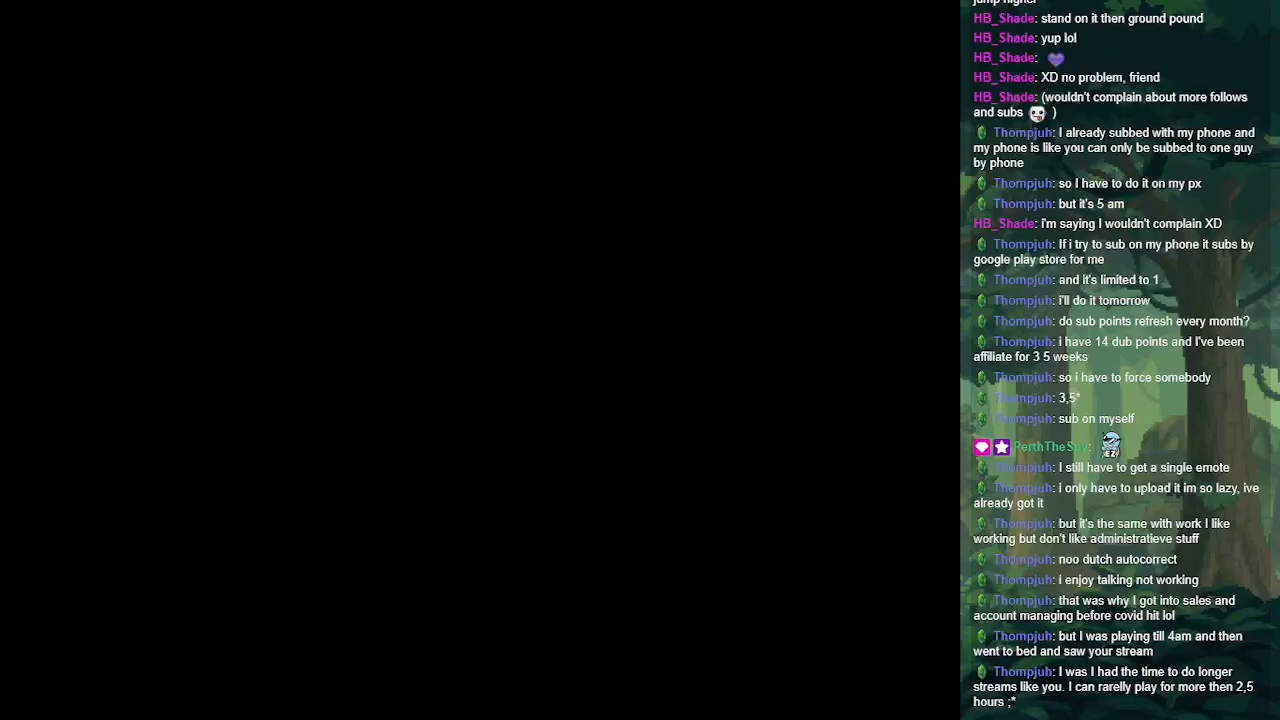 jump higher
HB_Shade: stand on it then ground pound
HB_Shade: yup lol
HB_Shade:
HB_Shade: XD no problem, friend
HB_Shade: (wouldn't complain about more follows
and subs )
Thompjuh: I already subbed with my phone and
my phone is like you can only be subbed to one guy
by phone
Thompjuh: so I have to do it on my px
Thompjuh: but it's 5 am
HB_Shade: i'm saying I wouldn't complain XD
Thompjuh: If i try to sub on my phone it subs by
google play store for me
Thompjuh: and it's limited to 1
Thompjuh: i'll do it tomorrow
Thompjuh: do sub points refresh every month?
Thompjuh: i have 14 dub points and I've been
affiliate for 3 5 weeks
Thompjuh: so i have to force somebody
Thompjuh: 3,5*
Thompjuh: sub on myself
PerthTheSpy: EZ
Thompjuh: I still have to get a single emote
Thompjuh: i only have to upload it im so lazy, ive
already got it
Thompjuh: but it's the same with work I like
working but don't like administratieve stuff
Thompjuh: noo dutch autocorrect
Thompjuh: i enjoy talking not working
Thompjuh: that was why I got into sales and
account managing before covid hit lol
Thompjuh: but I was playing till 4am and then
went to bed and saw your stream
Thompjuh: I was I had the time to do longer
streams like you. I can rarelly play for more then 2,5
hours ;*